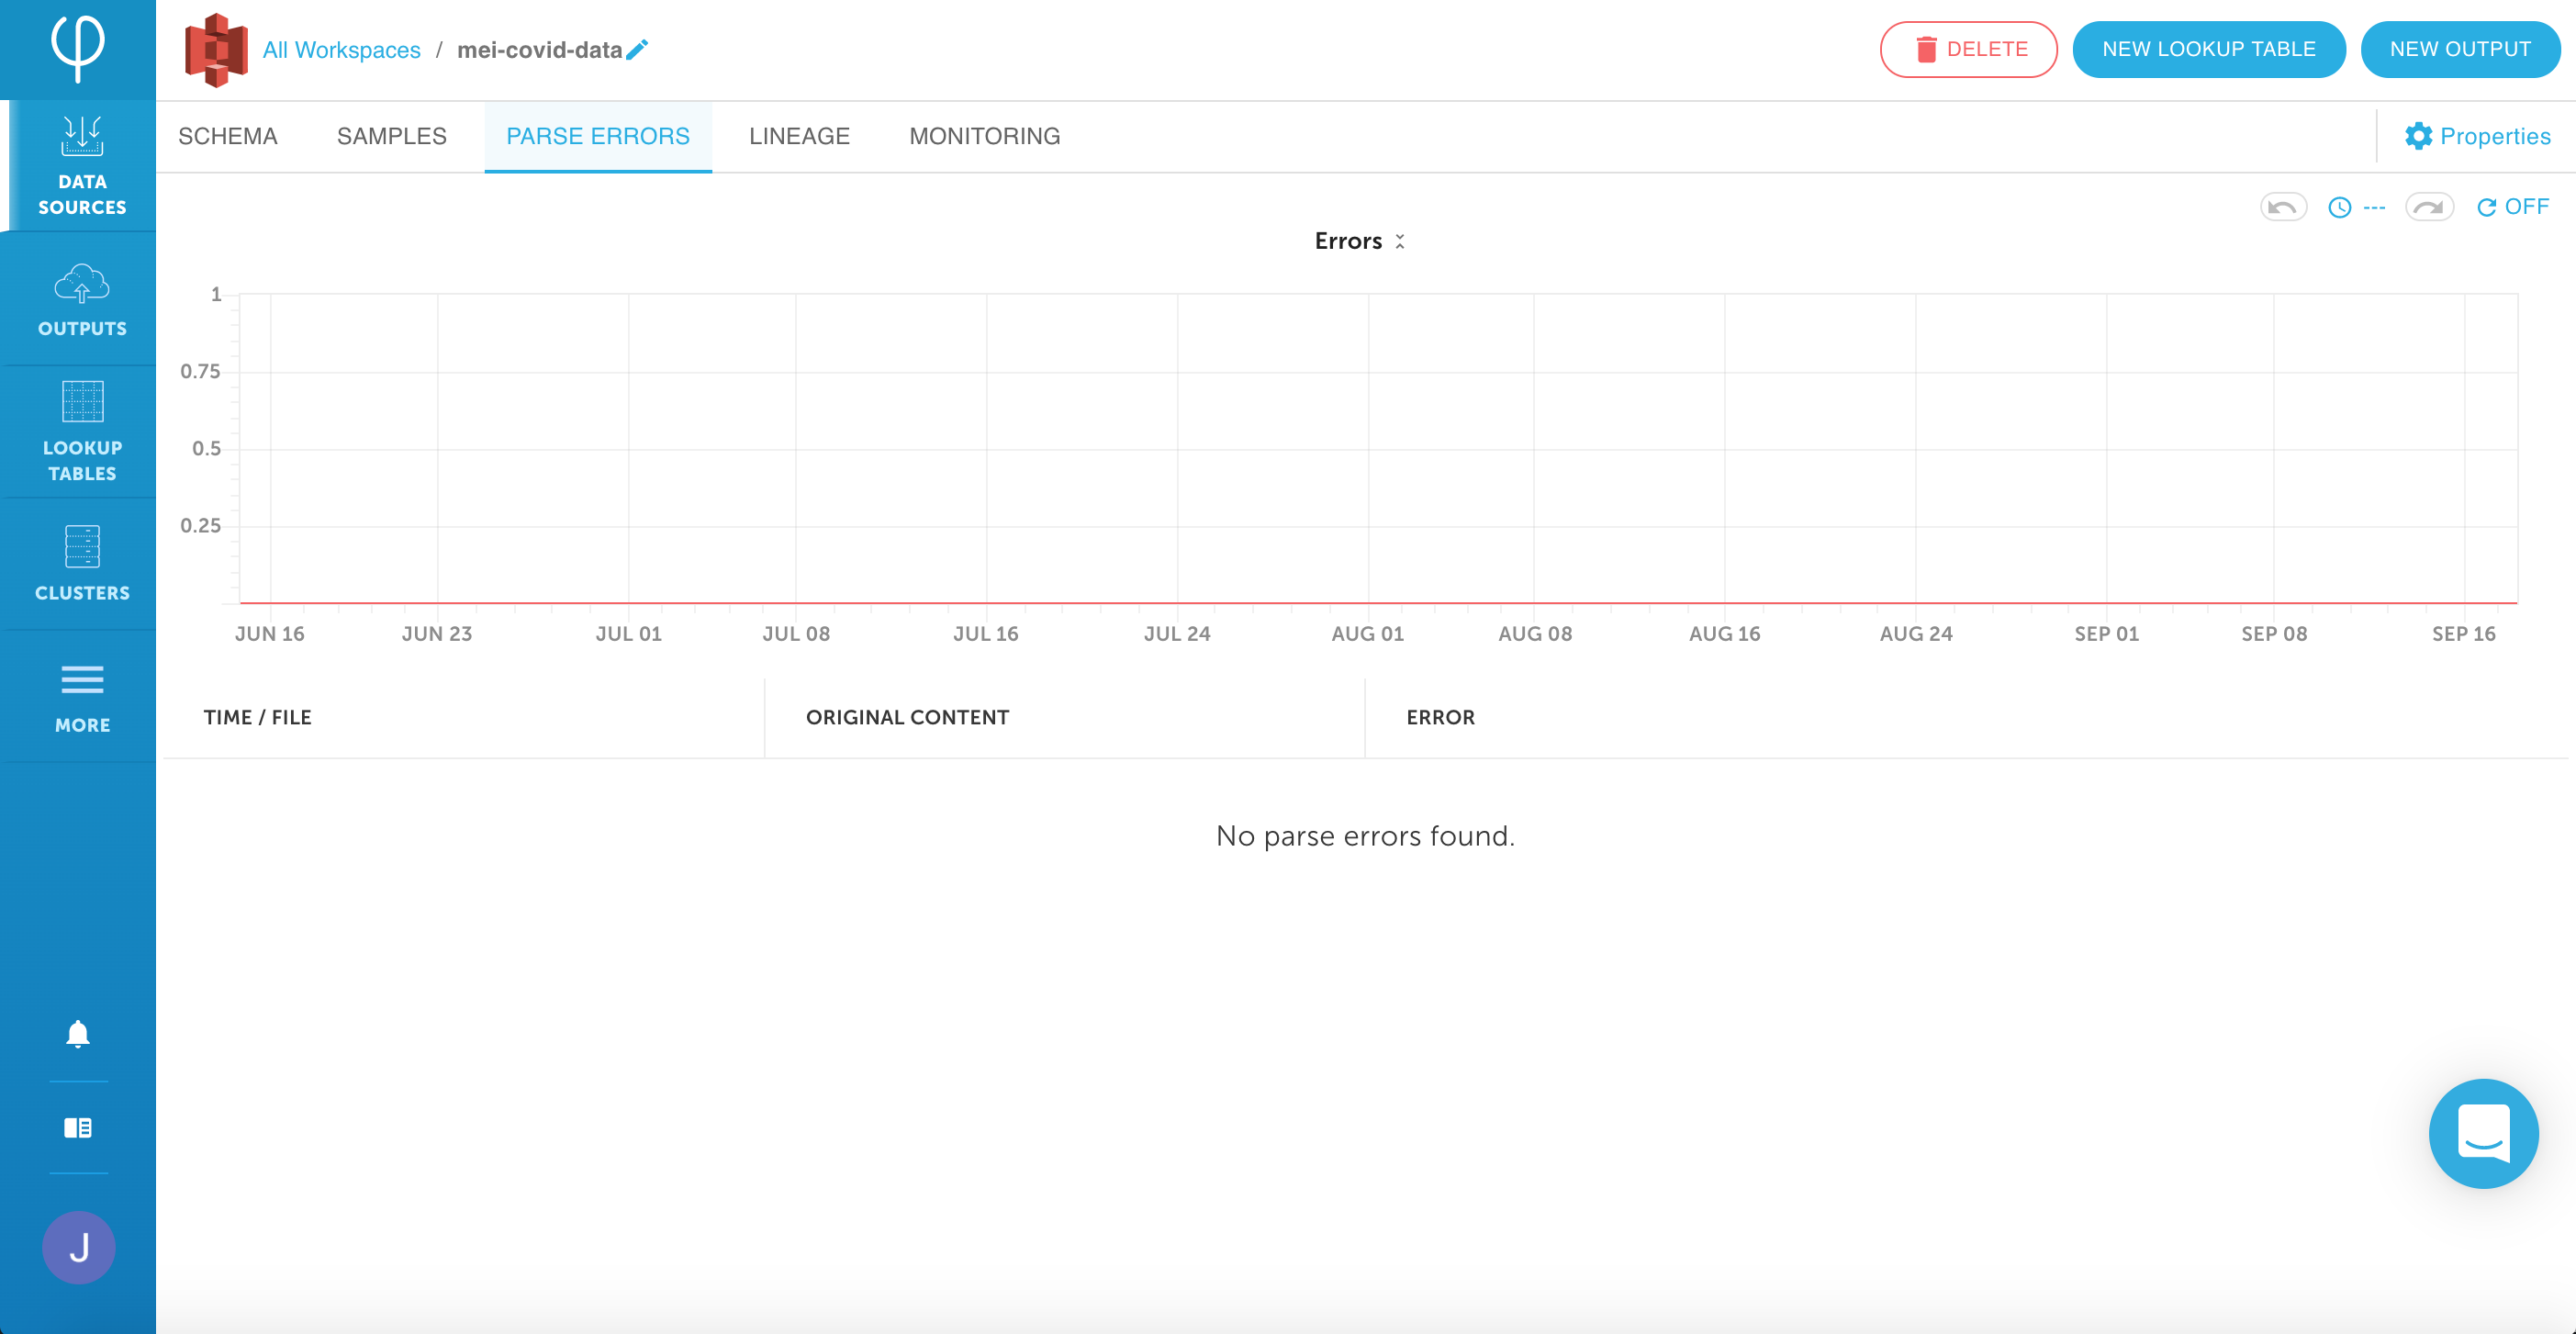 All Workspaces / mei-covid-data
DELETE
NEW LOOKUP TABLE
NEW OUTPUT
DATA
SOURCES
OUTPUTS
LOOKUP
TABLES
CLUSTERS
MORE
J
SCHEMA
SAMPLES
PARSE ERRORS
LINEAGE
MONITORING
Properties
---
OFF
Errors
1
0.75
0.5
0.25
JUN 16
JUN 23
JUL 01
JUL 08
JUL 16
JUL 24
AUG 01
AUG 08
AUG 16
AUG 24
SEP 01
SEP 08
SEP 16
TIME / FILE
ORIGINAL CONTENT
ERROR
No parse errors found.